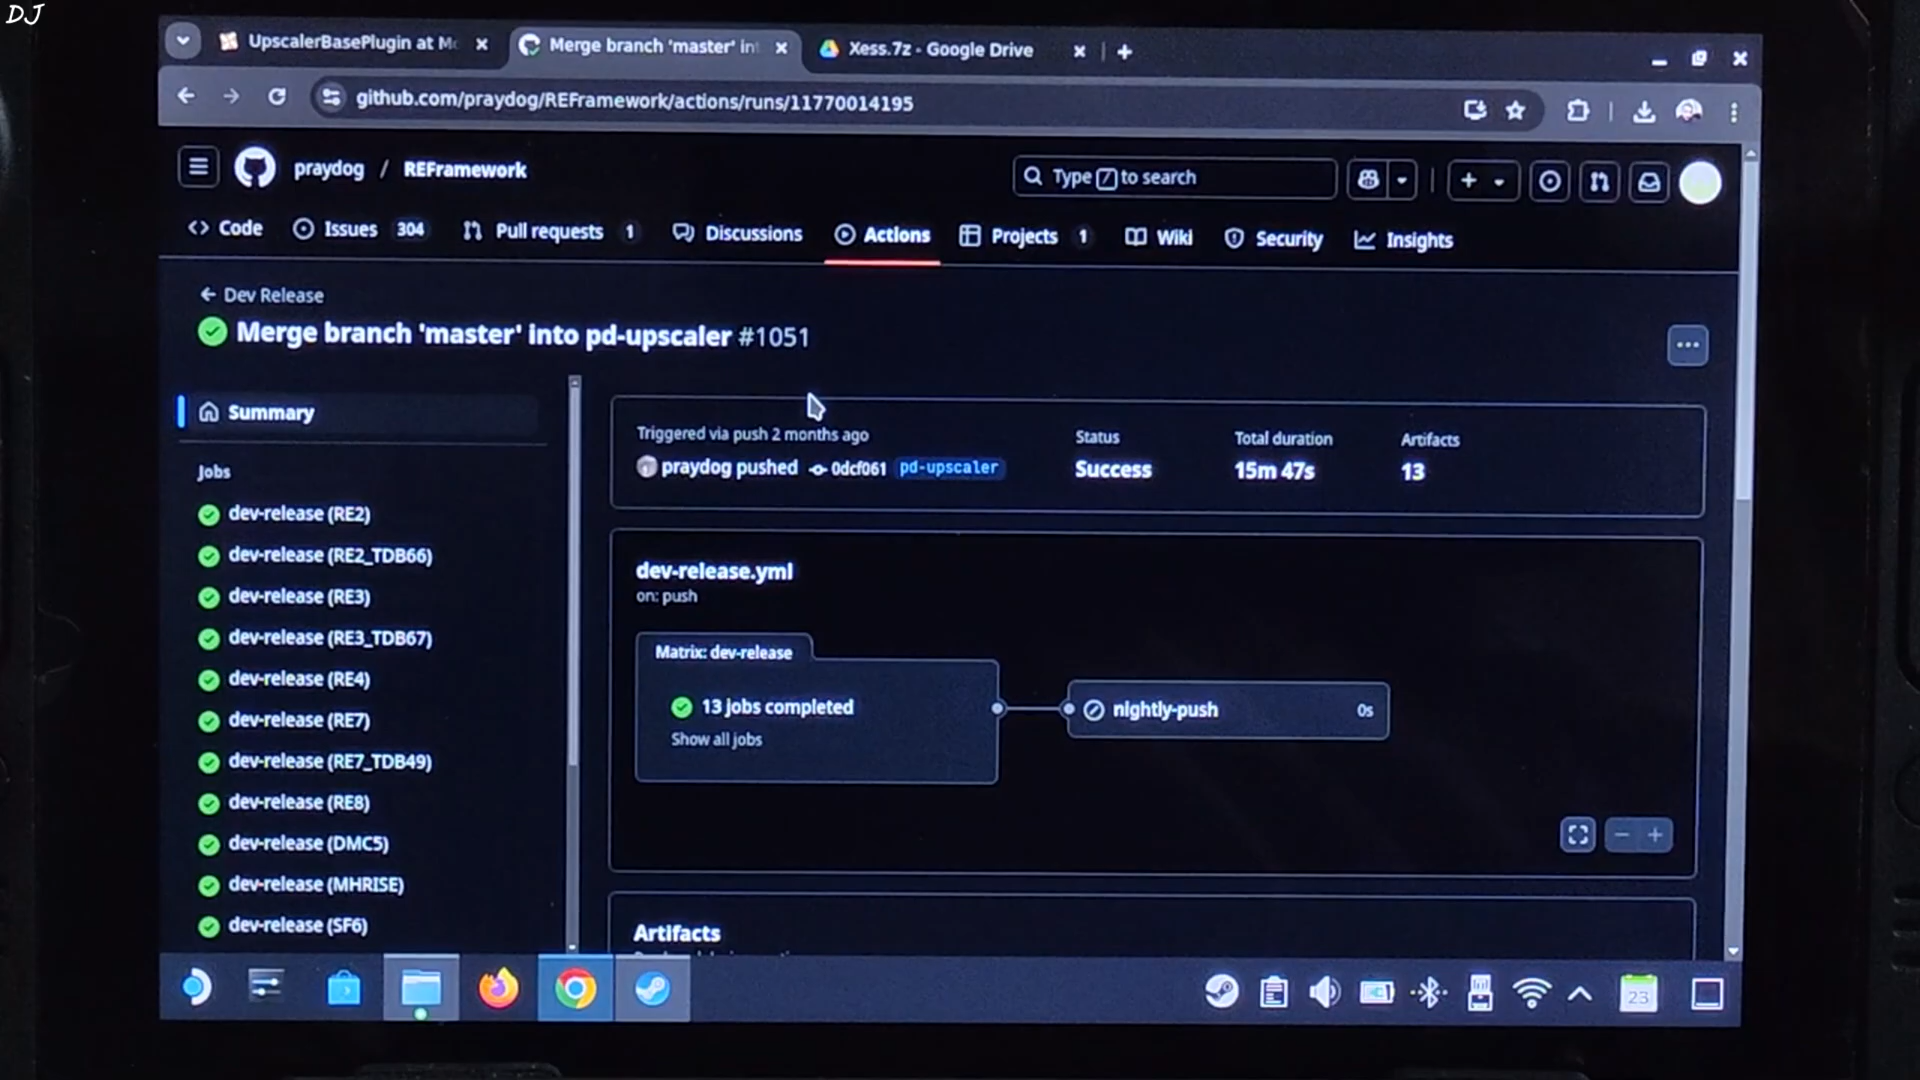 DJ
UpscalerBasePlugin at Mo
Merge branch 'master' int
Xess.7z - Google Drive
github.com/praydog/REFramework/actions/runs/11770014195
praydog / REFramework
Type / to search
Code
Issues 304
Pull requests 1
Discussions
Actions
Projects 1
Wiki
Security
Insights
Dev Release
Merge branch 'master' into pd-upscaler #1051
Summary
Jobs
dev-release (RE2)
dev-release (RE2_TDB66)
dev-release (RE3)
dev-release (RE3_TDB67)
dev-release (RE4)
dev-release (RE7)
dev-release (RE7_TDB49)
dev-release (RE8)
dev-release (DMC5)
dev-release (MHRISE)
dev-release (SF6)
Triggered via push 2 months ago
praydog pushed 0dcf061 pd-upscaler
Status
Success
Total duration
15m 47s
Artifacts
13
dev-release.yml
on: push
Matrix: dev-release
13 jobs completed
Show all jobs
nightly-push 0s
Artifacts
23